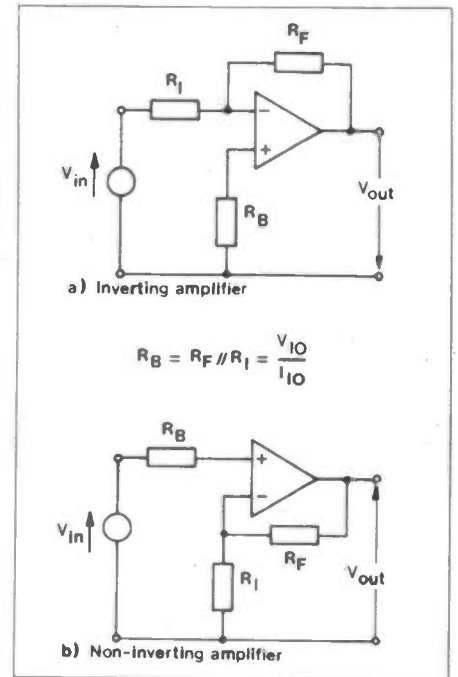 R_F
R_I
−
+
V_in
V_out
R_B
a) Inverting amplifier
R_B = R_F // R_I = V_IO / I_IO
R_B
+
−
V_in
R_F
V_out
R_I
b) Non-inverting amplifier